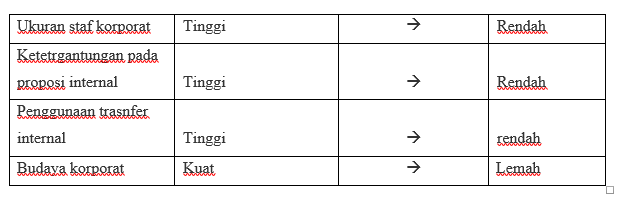 Ukuran staf korporat Tinggi → Rendah
Ketetrgantungan pada
proposi internal Tinggi → Rendah
Penggunaan trasnfer
internal Tinggi → rendah
Budaya korporat Kuat → Lemah